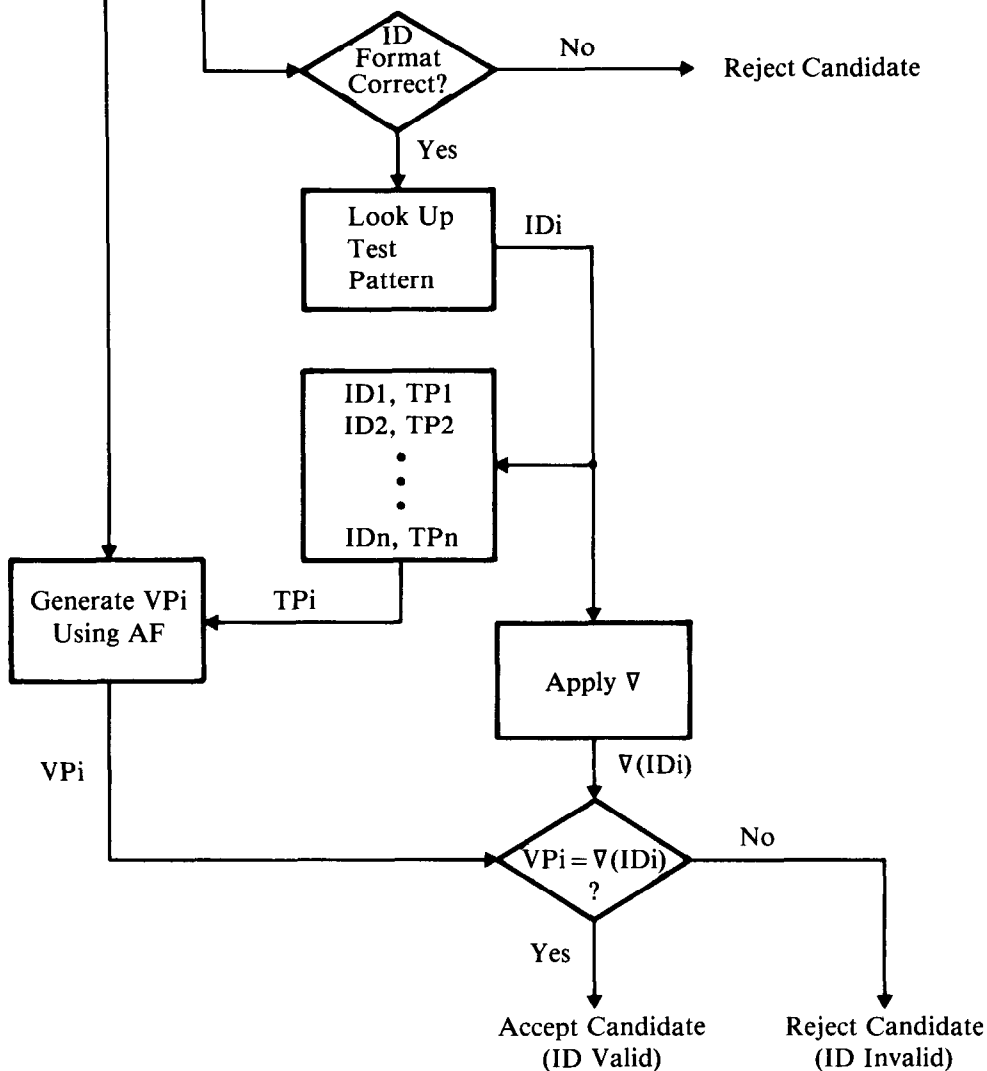 ID
Format
Correct?
No
Reject Candidate
Yes
Look Up
Test
Pattern
IDi
ID1, TP1
ID2, TP2
IDn, TPn
Generate VPi
Using AF
TPi
Apply ∇
∇(IDi)
VPi
VPi = ∇(IDi)
?
No
Yes
Accept Candidate
(ID Valid)
Reject Candidate
(ID Invalid)